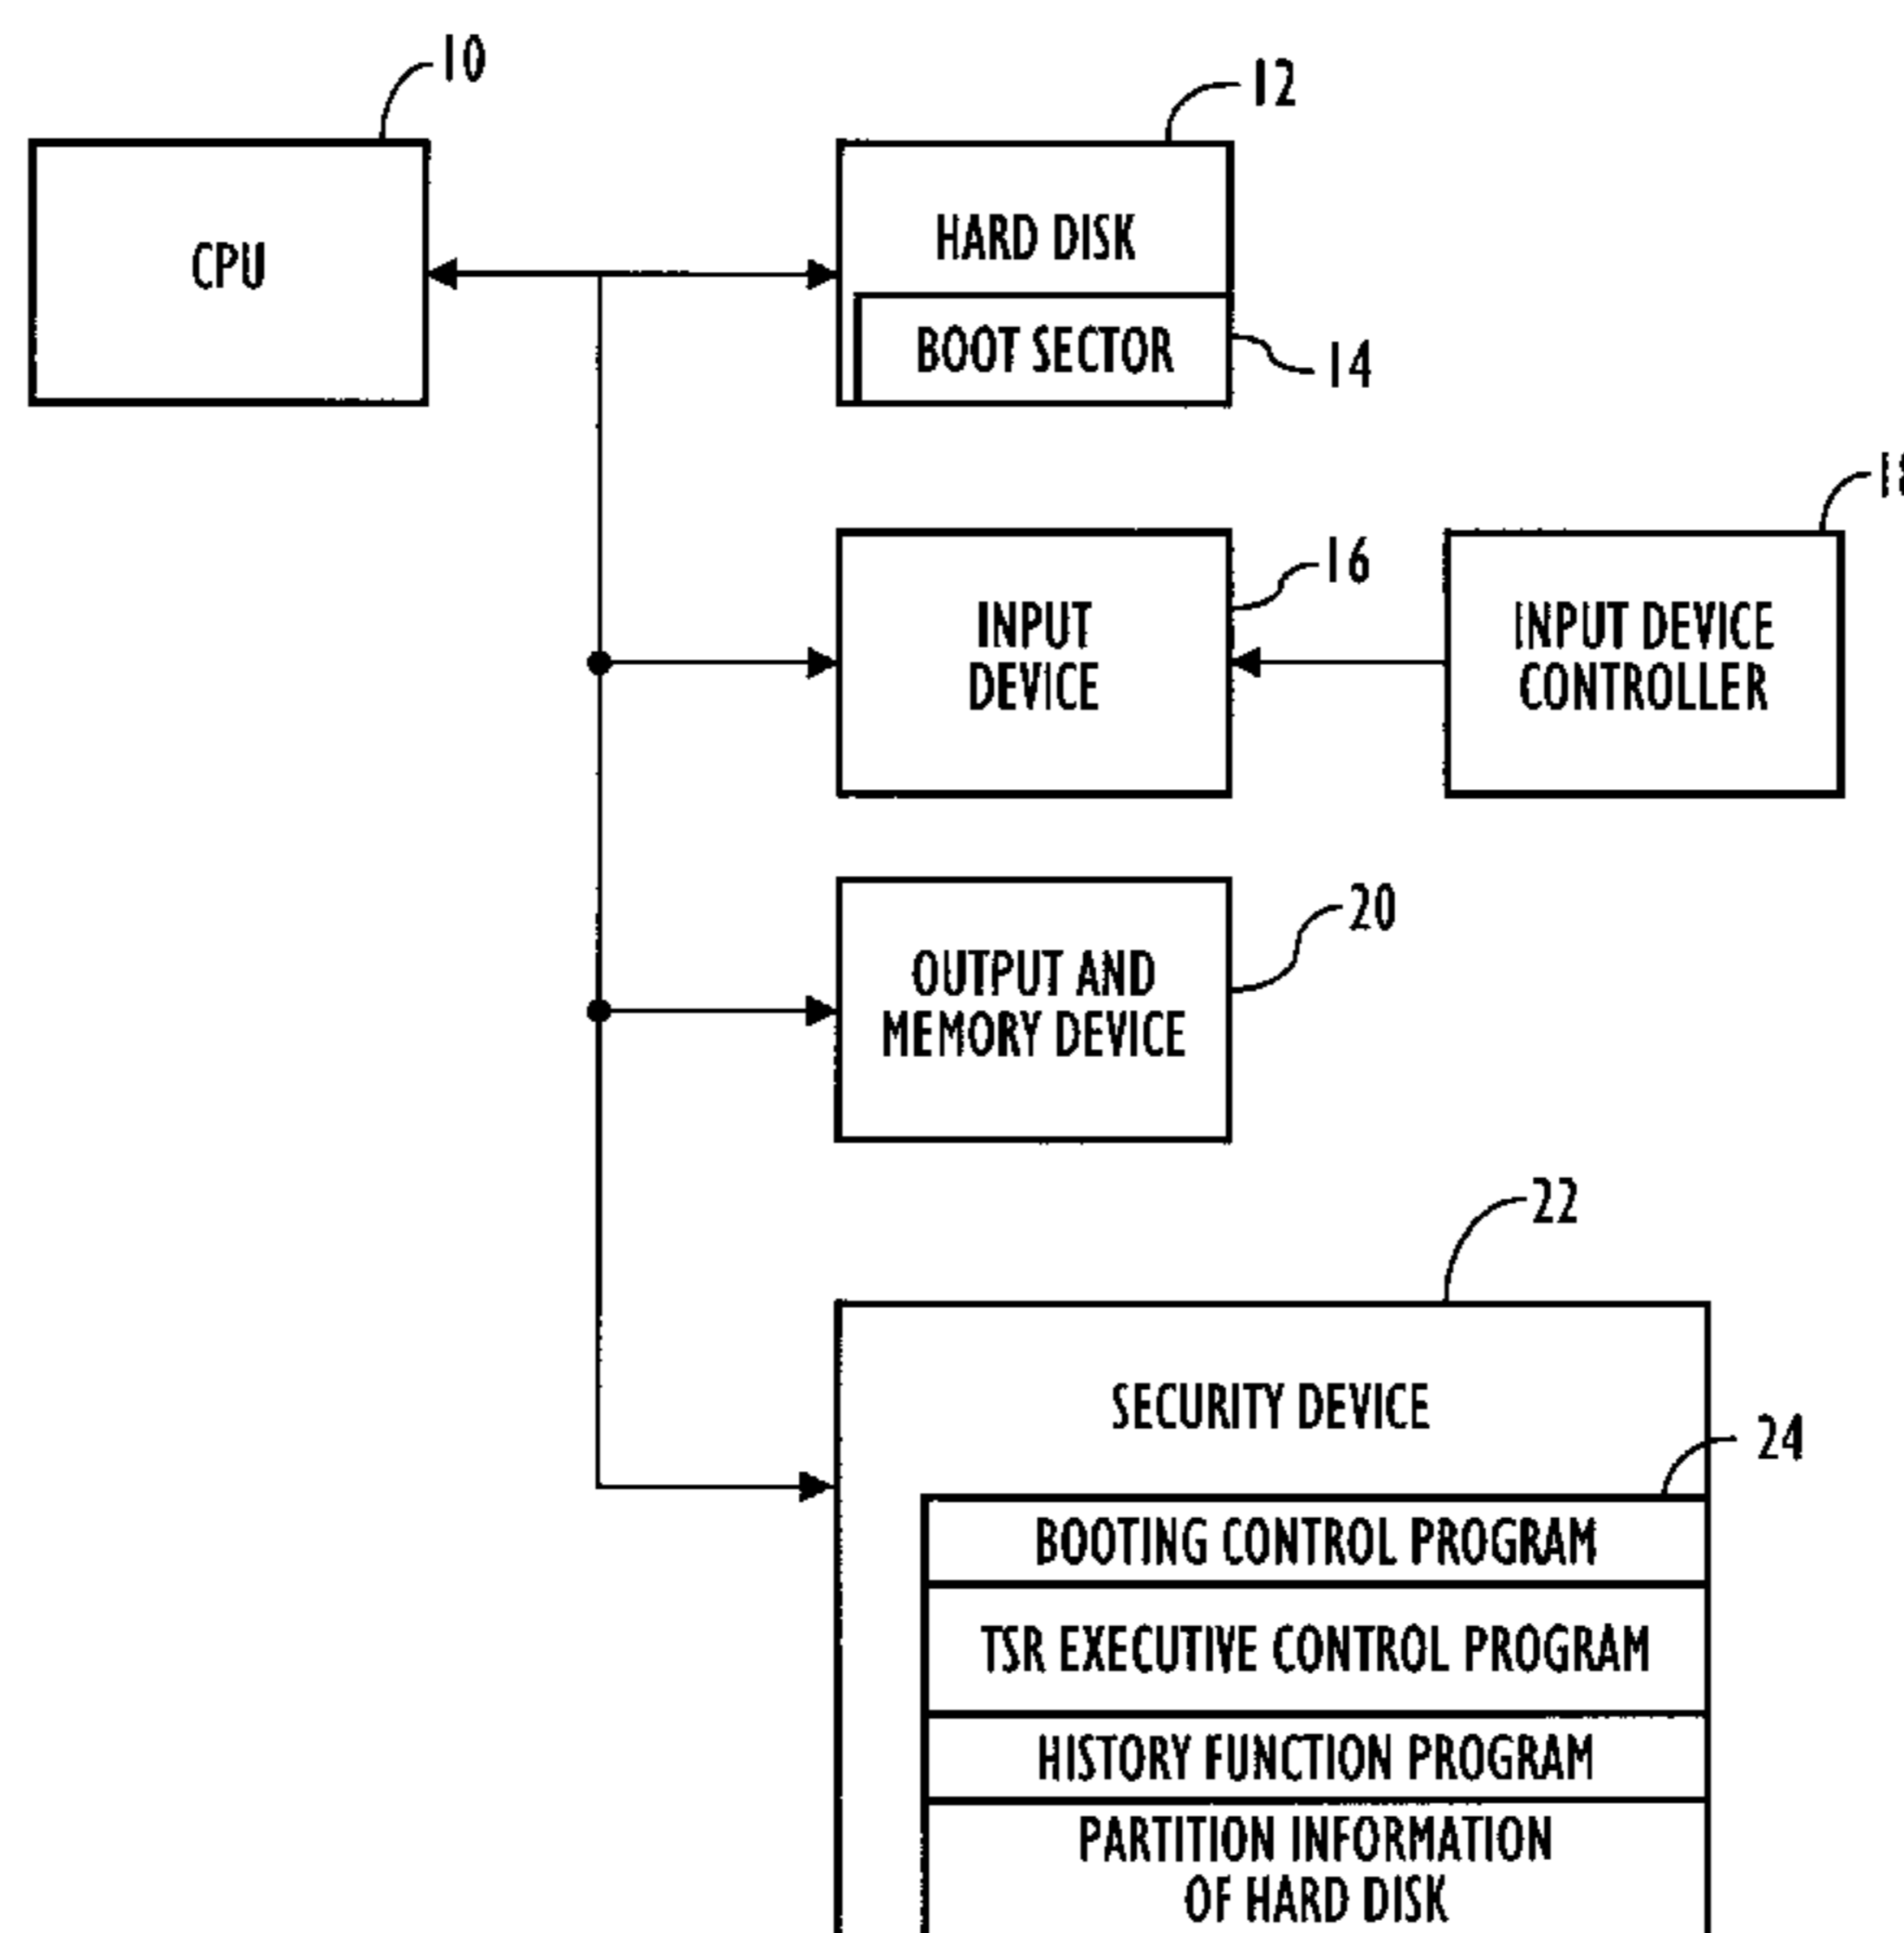 10
12
CPU
HARD DISK
BOOT SECTOR
14
16
INPUT
DEVICE
INPUT DEVICE
CONTROLLER
20
OUTPUT AND
MEMORY DEVICE
22
SECURITY DEVICE
24
BOOTING CONTROL PROGRAM
TSR EXECUTIVE CONTROL PROGRAM
HISTORY FUNCTION PROGRAM
PARTITION INFORMATION
OF HARD DISK